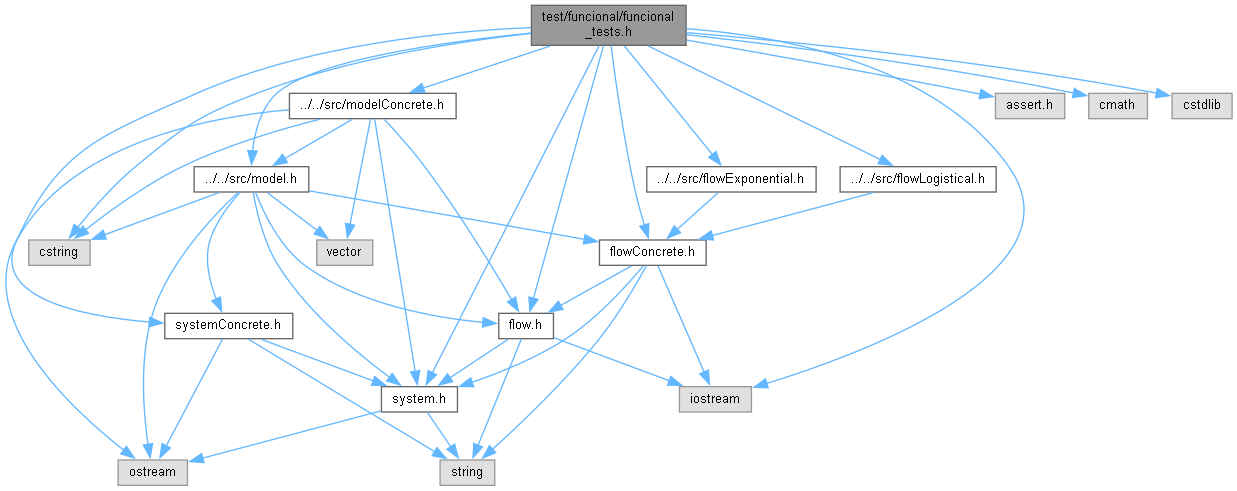 test/funcional/funcional
_tests.h
../../src/modelConcrete.h
assert.h
cmath
cstdlib
../../src/model.h
../../src/flowExponential.h
../../src/flowLogistical.h
cstring
vector
flowConcrete.h
systemConcrete.h
flow.h
system.h
iostream
ostream
string